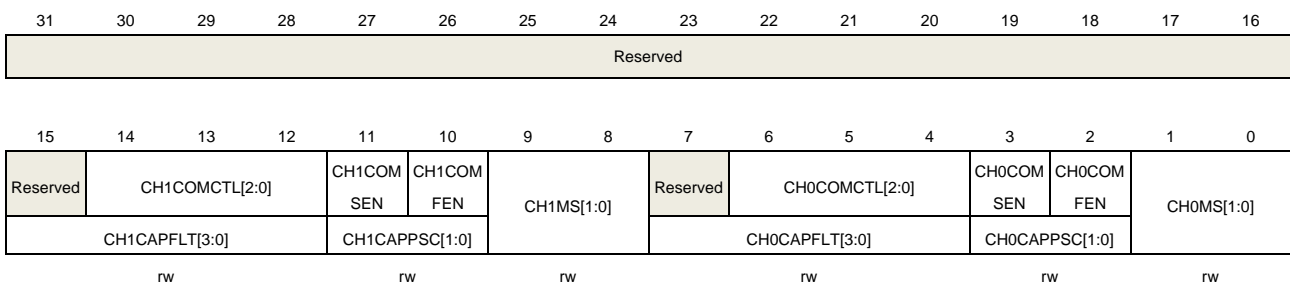 31 30 29 28 27 26 25 24 23 22 21 20 19 18 17 16
Reserved
15 14 13 12 11 10 9 8 7 6 5 4 3 2 1 0
Reserved CH1COMCTL[2:0] CH1COM SEN CH1COM FEN CH1MS[1:0] Reserved CH0COMCTL[2:0] CH0COM SEN CH0COM FEN CH0MS[1:0]
CH1CAPFLT[3:0] CH1CAPPSC[1:0] CH0CAPFLT[3:0] CH0CAPPSC[1:0]
rw rw rw rw rw rw